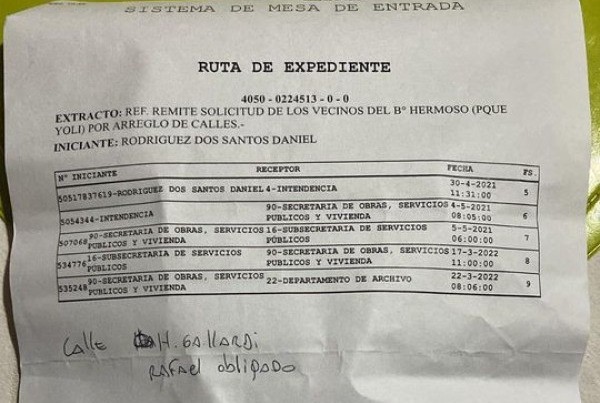 SISTEMA DE MESA DE ENTRADA
RUTA DE EXPEDIENTE
4050 - 0224513 - 0 - 0
EXTRACTO: REF. REMITE SOLICITUD DE LOS VECINOS DEL Bº HERMOSO (PQUE
YOLI) POR ARREGLO DE CALLES.-
INICIANTE: RODRIGUEZ DOS SANTOS DANIEL
Nº INICIANTE RECEPTOR FECHA FS.
50517837619-RODRIGUEZ DOS SANTOS DANIEL 4-INTENDENCIA 30-4-2021 11:31:00 5
505434 4-INTENDENCIA 90-SECRETARIA DE OBRAS, SERVICIOS PUBLICOS Y VIVIENDA 4-5-2021 08:05:00 6
507068 90-SECRETARIA DE OBRAS, SERVICIOS PUBLICOS Y VIVIENDA 16-SUBSECRETARIA DE SERVICIOS PÚBLICOS 5-5-2021 06:00:00 7
534776 16-SUBSECRETARIA DE SERVICIOS PÚBLICOS 90-SECRETARIA DE OBRAS, SERVICIOS PUBLICOS Y VIVIENDA 17-3-2022 11:00:00 8
535248 90-SECRETARIA DE OBRAS, SERVICIOS PUBLICOS Y VIVIENDA 22-DEPARTAMENTO DE ARCHIVO 22-3-2022 08:06:00 9
Calle H. GALLARDI
RAFAEL obligado